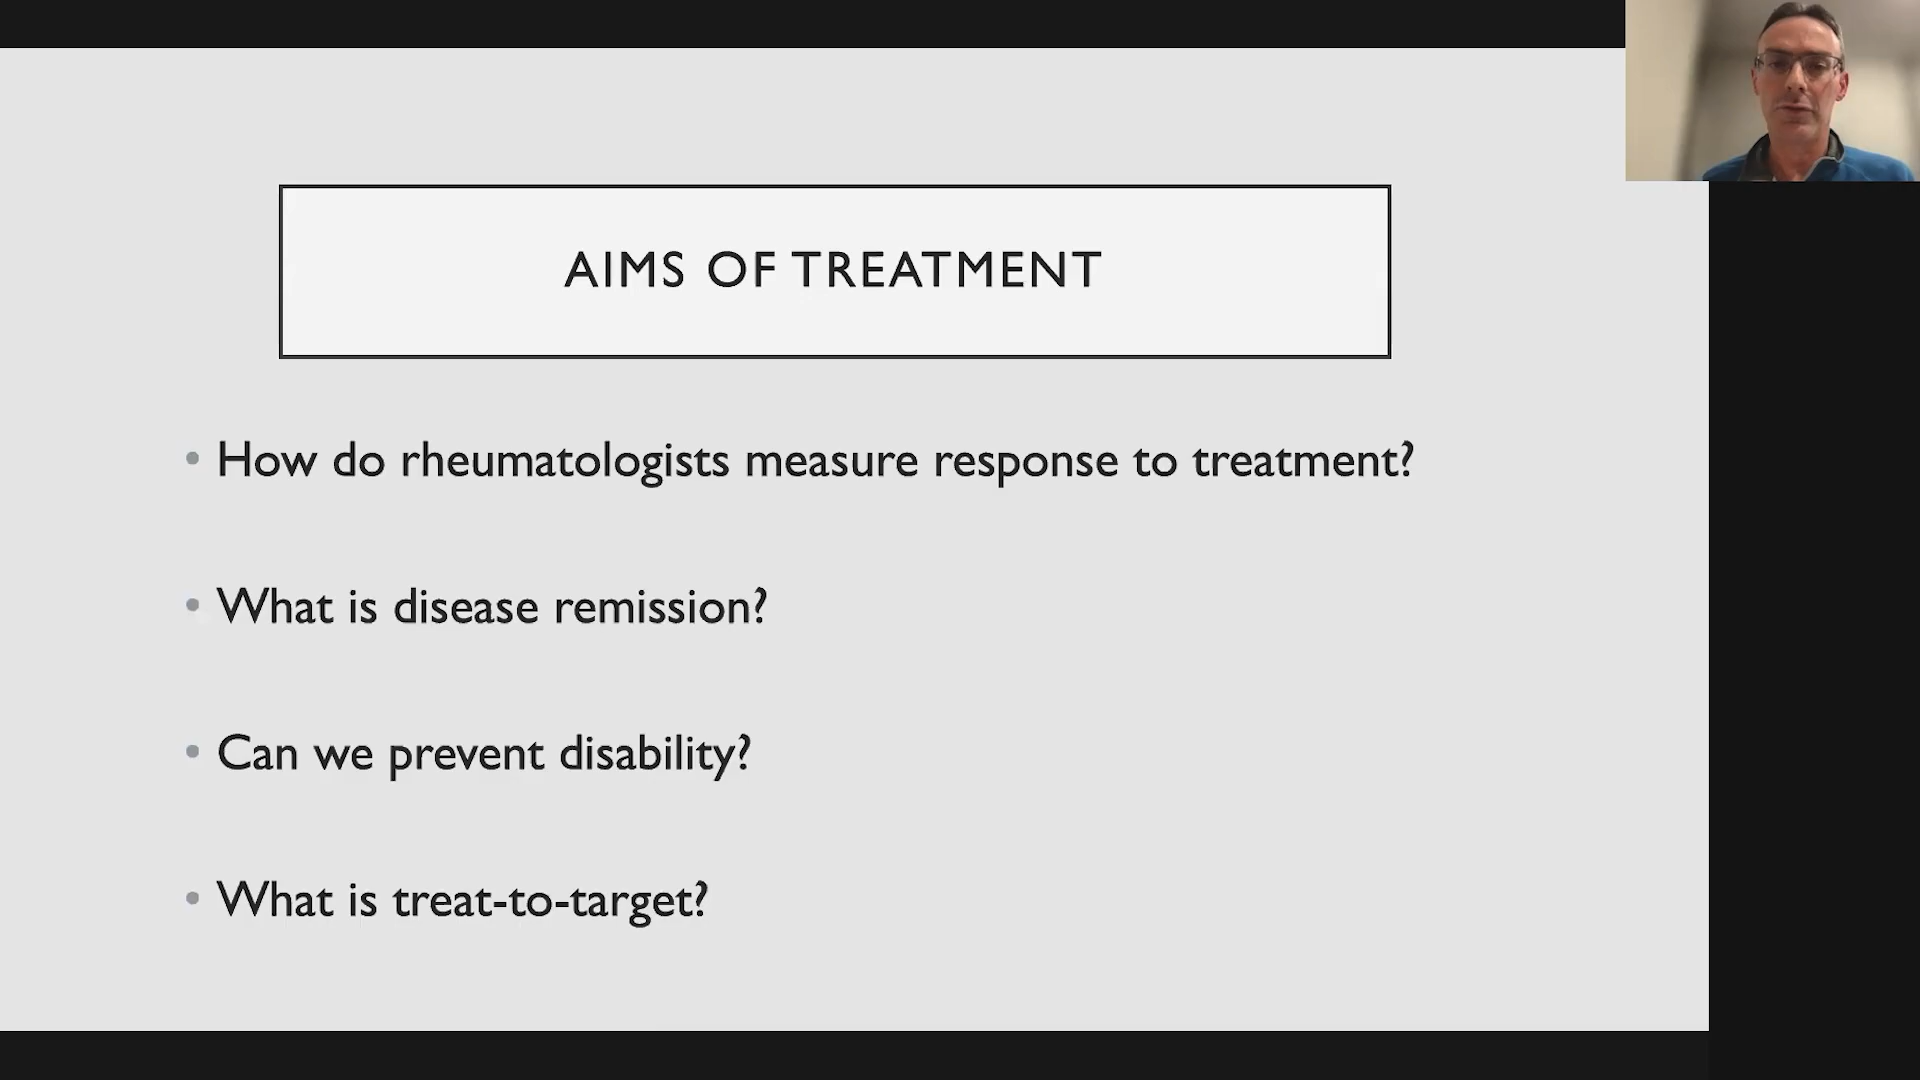 AIMS OF TREATMENT
• How do rheumatologists measure response to treatment?
• What is disease remission?
• Can we prevent disability?
• What is treat-to-target?